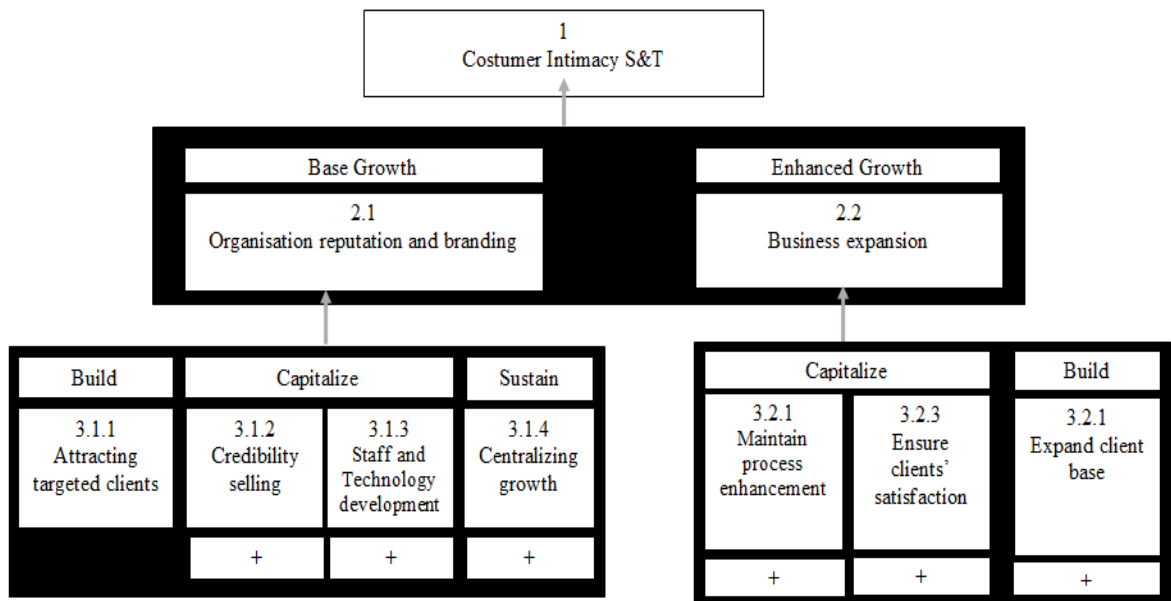 1
Costumer Intimacy S&T
Base Growth
Enhanced Growth
2.1
Organisation reputation and branding
2.2
Business expansion
Build
Capitalize
Sustain
3.1.1
Attracting
targeted clients
3.1.2
Credibility
selling
3.1.3
Staff and
Technology
development
3.1.4
Centralizing
growth
+
+
+
Capitalize
Build
3.2.1
Maintain
process
enhancement
3.2.3
Ensure
clients’
satisfaction
3.2.1
Expand client
base
+
+
+